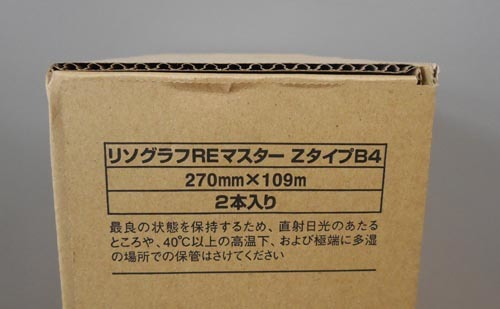 リソグラフREマスター ZタイプB4
270mm×109m
2本入り
最良の状態を保持するため、直射日光のあたる
ところや、40℃以上の高温下、および極端に多湿
の場所での保管はさけてください